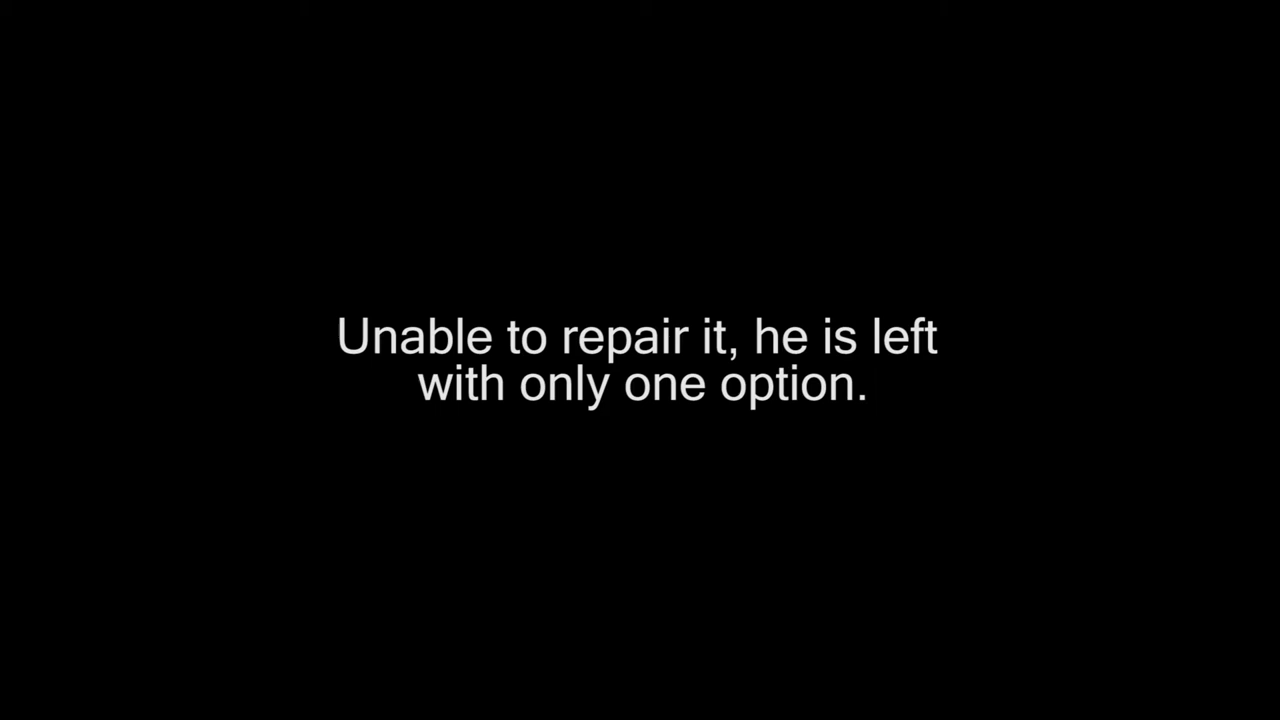 Unable to repair it, he is left
with only one option.